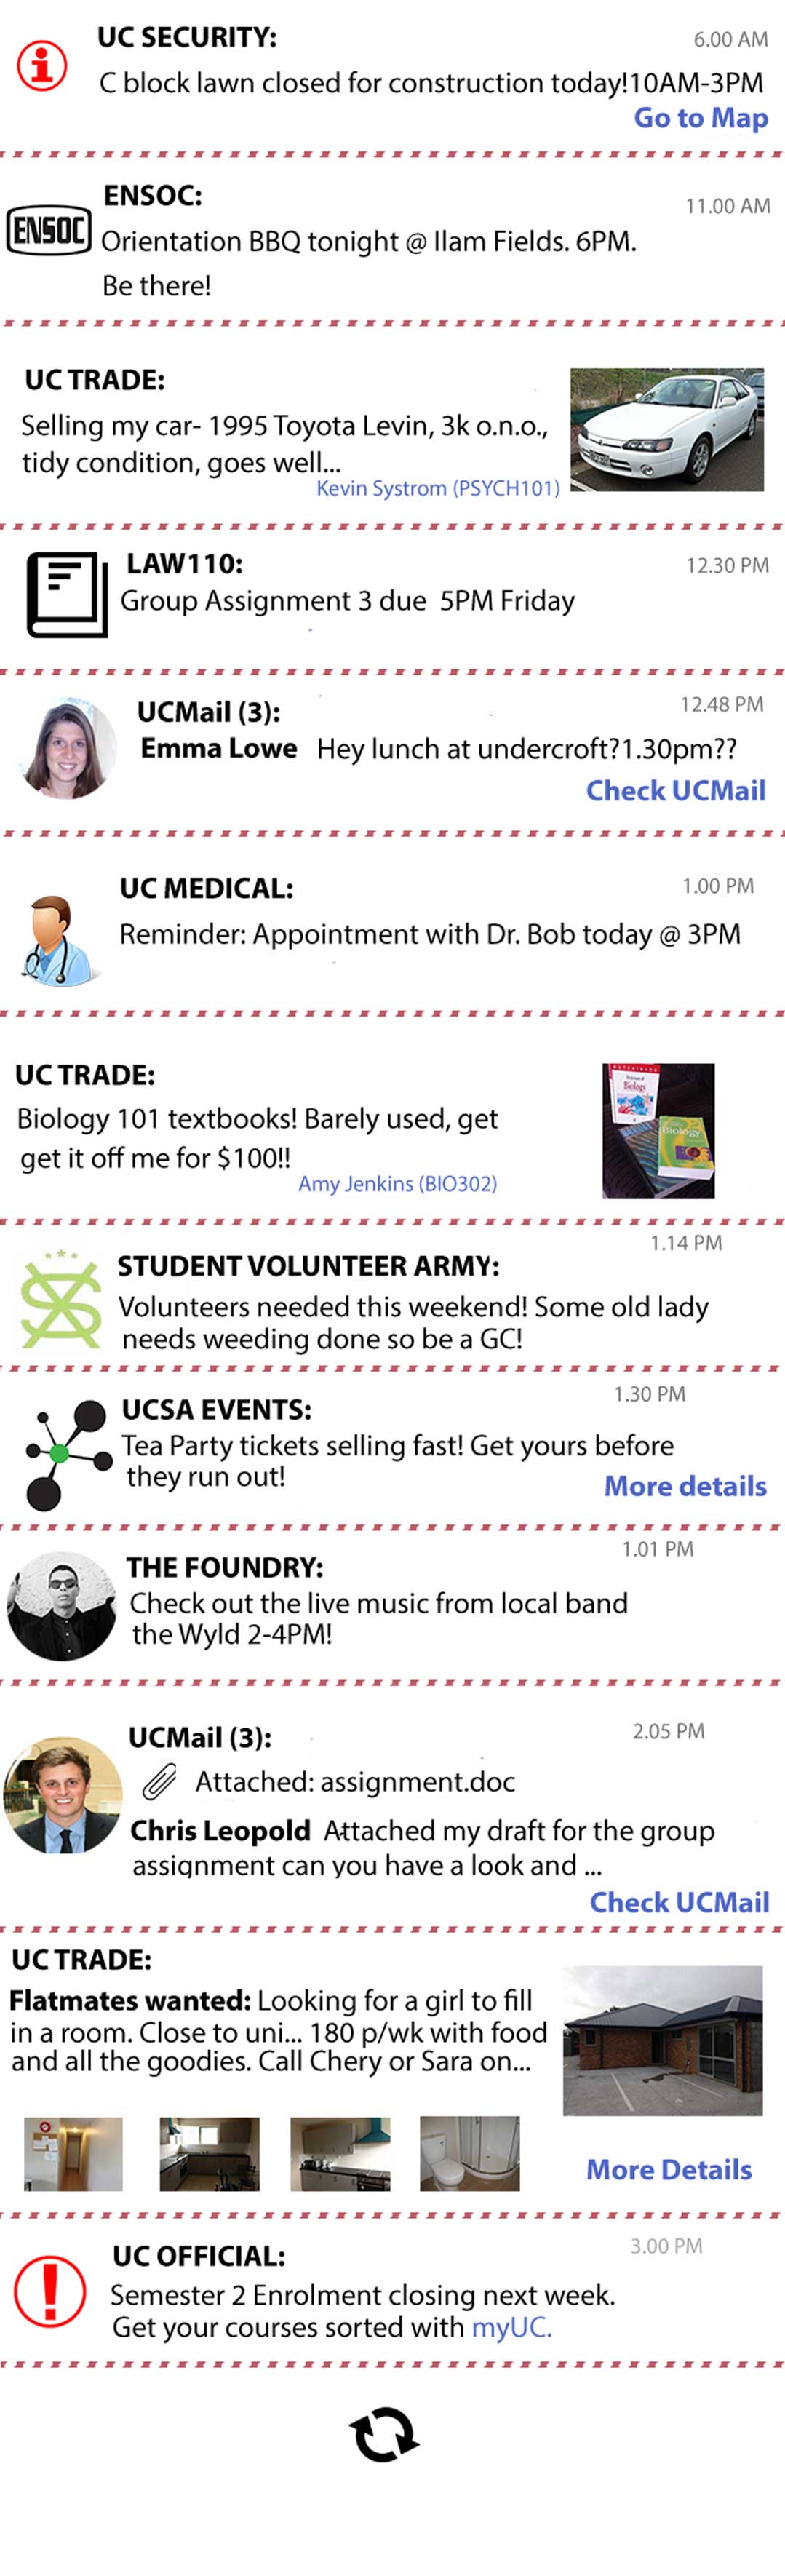 UC SECURITY:
6.00 AM
C block lawn closed for construction today!10AM-3PM
Go to Map
ENSOC:
11.00 AM
ENSOC
Orientation BBQ tonight @ Ilam Fields. 6PM.
Be there!
UC TRADE:
Selling my car- 1995 Toyota Levin, 3k o.n.o.,
tidy condition, goes well...
Kevin Systrom (PSYCH101)
LAW110:
12.30 PM
Group Assignment 3 due 5PM Friday
UCMail (3):
12.48 PM
Emma Lowe Hey lunch at undercroft?1.30pm??
Check UCMail
UC MEDICAL:
1.00 PM
Reminder: Appointment with Dr. Bob today @ 3PM
UC TRADE:
Biology 101 textbooks! Barely used, get
get it off me for $100!!
Amy Jenkins (BIO302)
Biology
Biology
1.14 PM
STUDENT VOLUNTEER ARMY:
Volunteers needed this weekend! Some old lady
needs weeding done so be a GC!
1.30 PM
UCSA EVENTS:
Tea Party tickets selling fast! Get yours before
they run out!
More details
1.01 PM
THE FOUNDRY:
Check out the live music from local band
the Wyld 2-4PM!
UCMail (3):
2.05 PM
Attached: assignment.doc
Chris Leopold Attached my draft for the group
assignment can you have a look and ...
Check UCMail
UC TRADE:
Flatmates wanted: Looking for a girl to fill
in a room. Close to uni... 180 p/wk with food
and all the goodies. Call Chery or Sara on...
More Details
UC OFFICIAL:
3.00 PM
Semester 2 Enrolment closing next week.
Get your courses sorted with myUC.